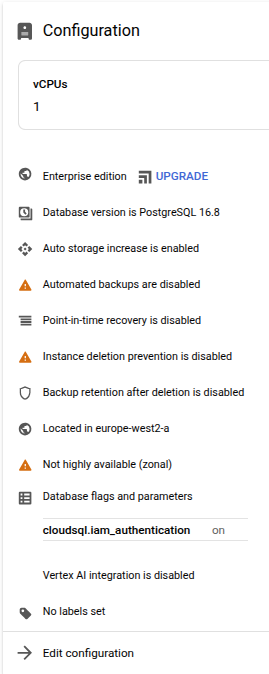 Configuration
vCPUs
1
Enterprise edition UPGRADE
Database version is PostgreSQL 16.8
Auto storage increase is enabled
Automated backups are disabled
Point-in-time recovery is disabled
Instance deletion prevention is disabled
Backup retention after deletion is disabled
Located in europe-west2-a
Not highly available (zonal)
Database flags and parameters
cloudsql.iam_authentication on
Vertex AI integration is disabled
No labels set
Edit configuration